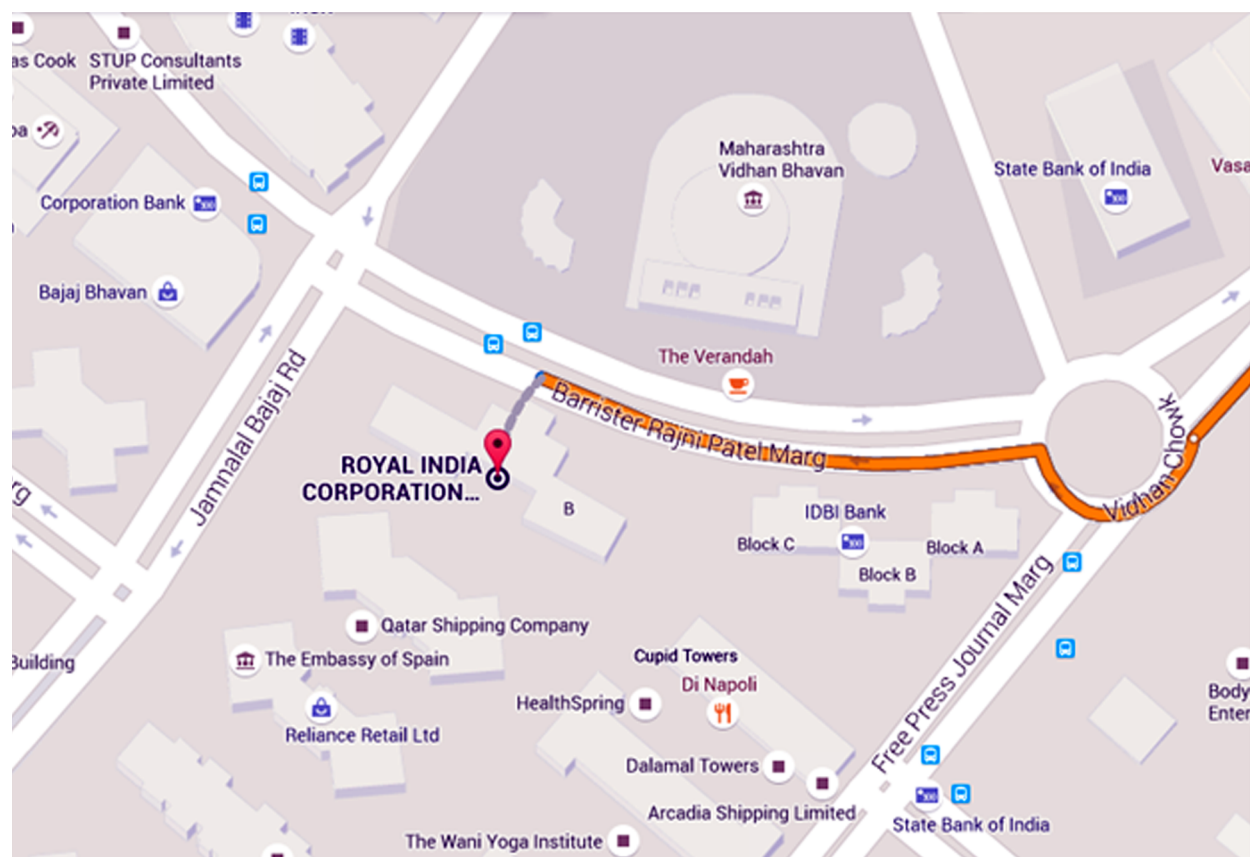 as Cook
STUP Consultants
Private Limited
Maharashtra
Vidhan Bhavan
State Bank of India
Vasa
Corporation Bank
Bajaj Bhavan
The Verandah
Jamnalal Bajaj Rd
Barrister Rajni Patel Marg
Vidhan Chowk
ROYAL INDIA
CORPORATION...
rg
B
IDBI Bank
Block C
Block A
Block B
Free Press Journal Marg
Qatar Shipping Company
The Embassy of Spain
Building
Reliance Retail Ltd
Cupid Towers
Di Napoli
HealthSpring
Body
Enter
Dalamal Towers
Arcadia Shipping Limited
State Bank of India
The Wani Yoga Institute